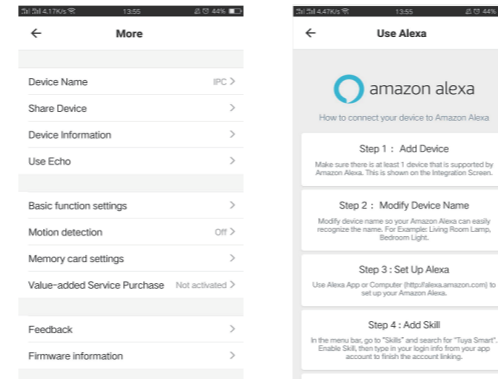 4.17K/s 13:55 44%
← More
Device Name IPC >
Share Device >
Device Information >
Use Echo >
Basic function settings >
Motion detection Off >
Memory card settings >
Value-added Service Purchase Not activated >
Feedback >
Firmware information >
4.47K/s 13:55 44%
← Use Alexa
amazon alexa
How to connect your device to Amazon Alexa
Step 1 : Add Device
Make sure there is at least 1 device that is supported by
Amazon Alexa. This is shown on the Integration Screen.
Step 2 : Modify Device Name
Modify device name so your Amazon Alexa can easily
recognize the name. For Example: Living Room Lamp,
Bedroom Light.
Step 3 : Set Up Alexa
Use Alexa App or Computer (http://alexa.amazon.com) to
set up your Amazon Alexa.
Step 4 : Add Skill
In the menu bar, go to "Skills" and search for "Tuya Smart".
Enable Skill, then type in your login info from your app
account to finish the account linking.